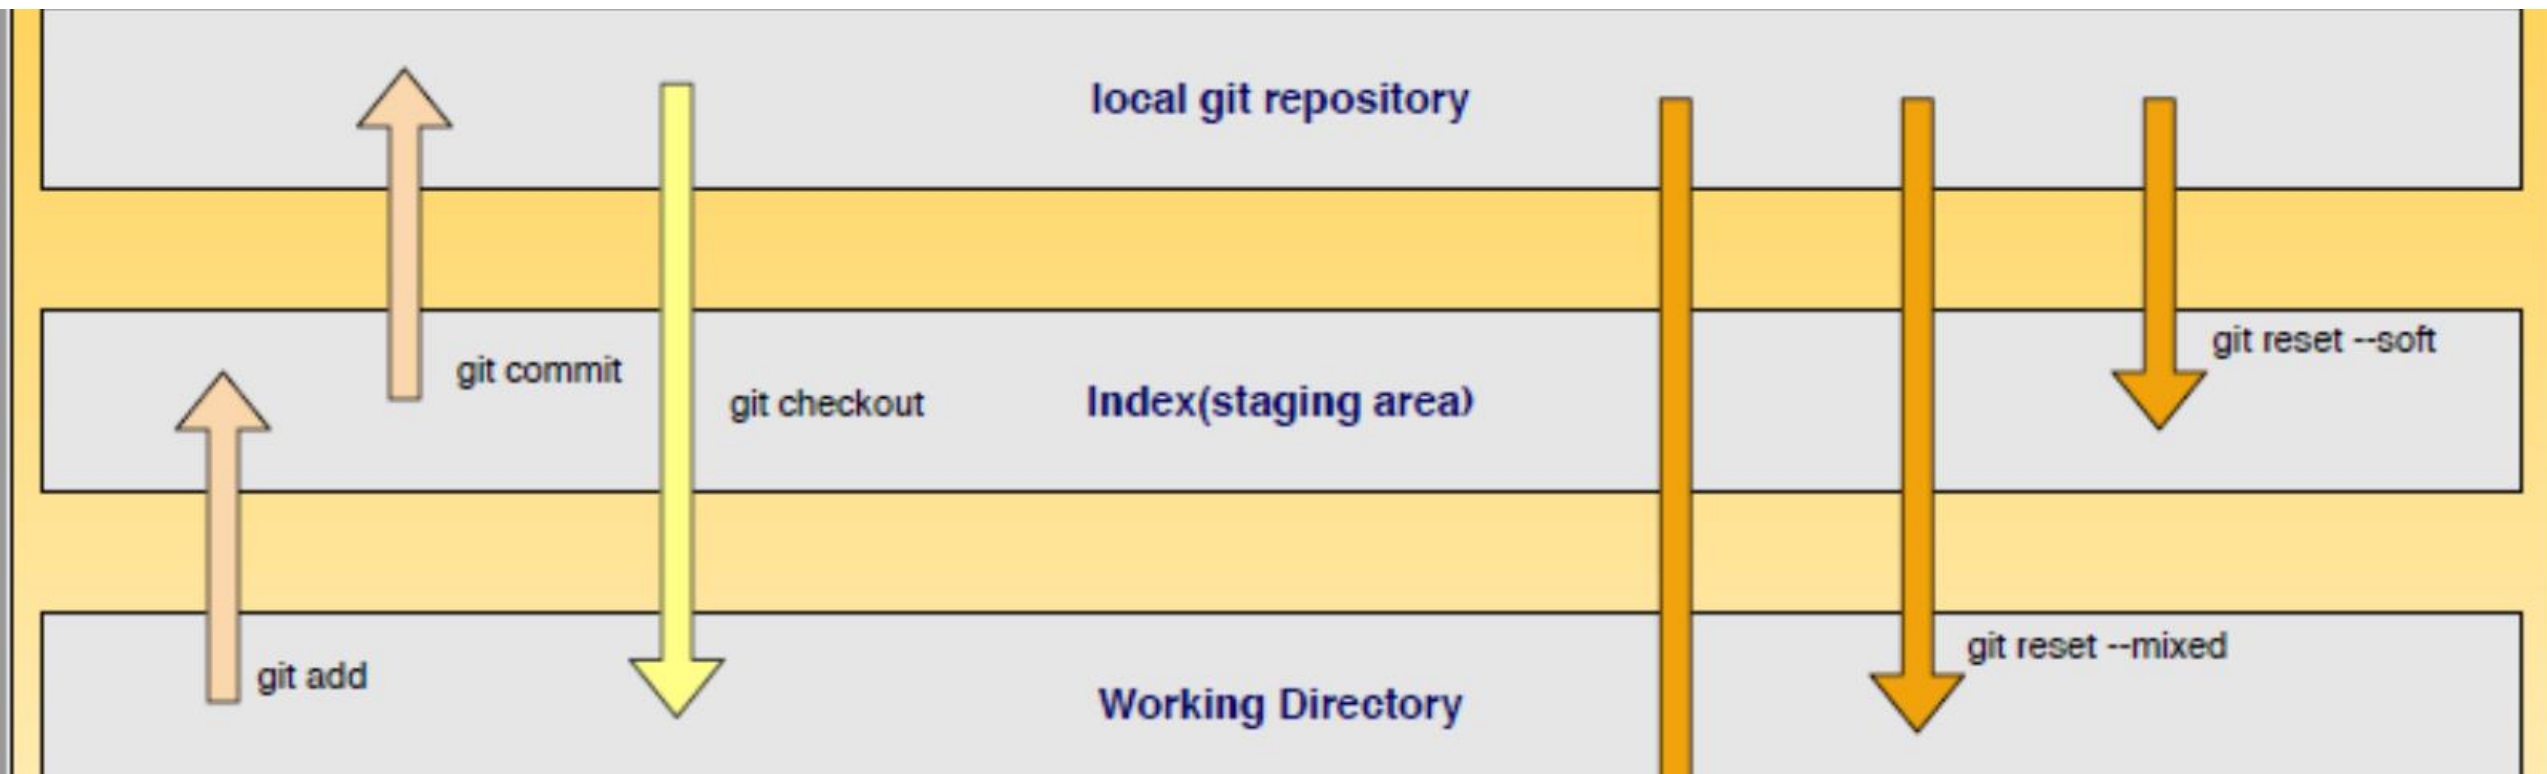 local git repository
git commit
git checkout
Index(staging area)
git reset --soft
git add
Working Directory
git reset --mixed